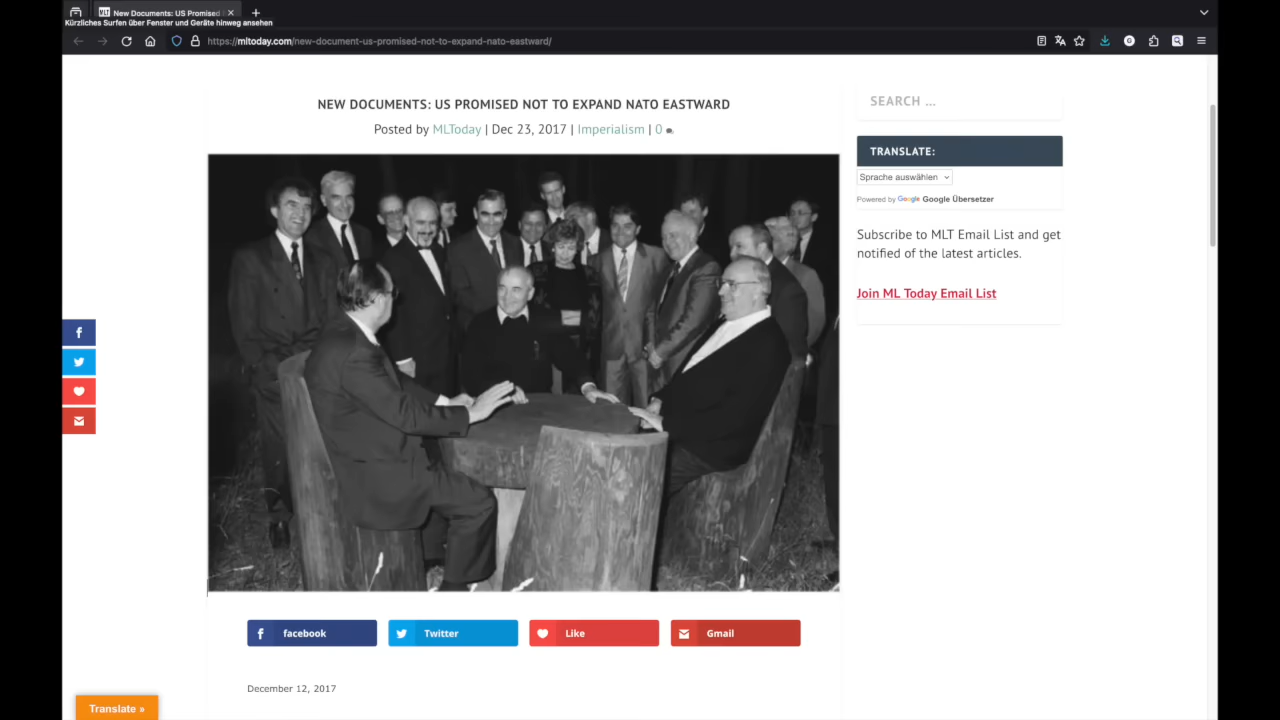 New Documents: US Promised
Kürzliches Surfen über Fenster und Geräte hinweg ansehen
https://mltoday.com/new-document-us-promised-not-to-expand-nato-eastward/
NEW DOCUMENTS: US PROMISED NOT TO EXPAND NATO EASTWARD
Posted by MLToday | Dec 23, 2017 | Imperialism | 0
SEARCH ...
TRANSLATE:
Sprache auswählen
Powered by Google Google Übersetzer
Subscribe to MLT Email List and get
notified of the latest articles.
Join ML Today Email List
facebook
Twitter
Like
Gmail
December 12, 2017
Translate »